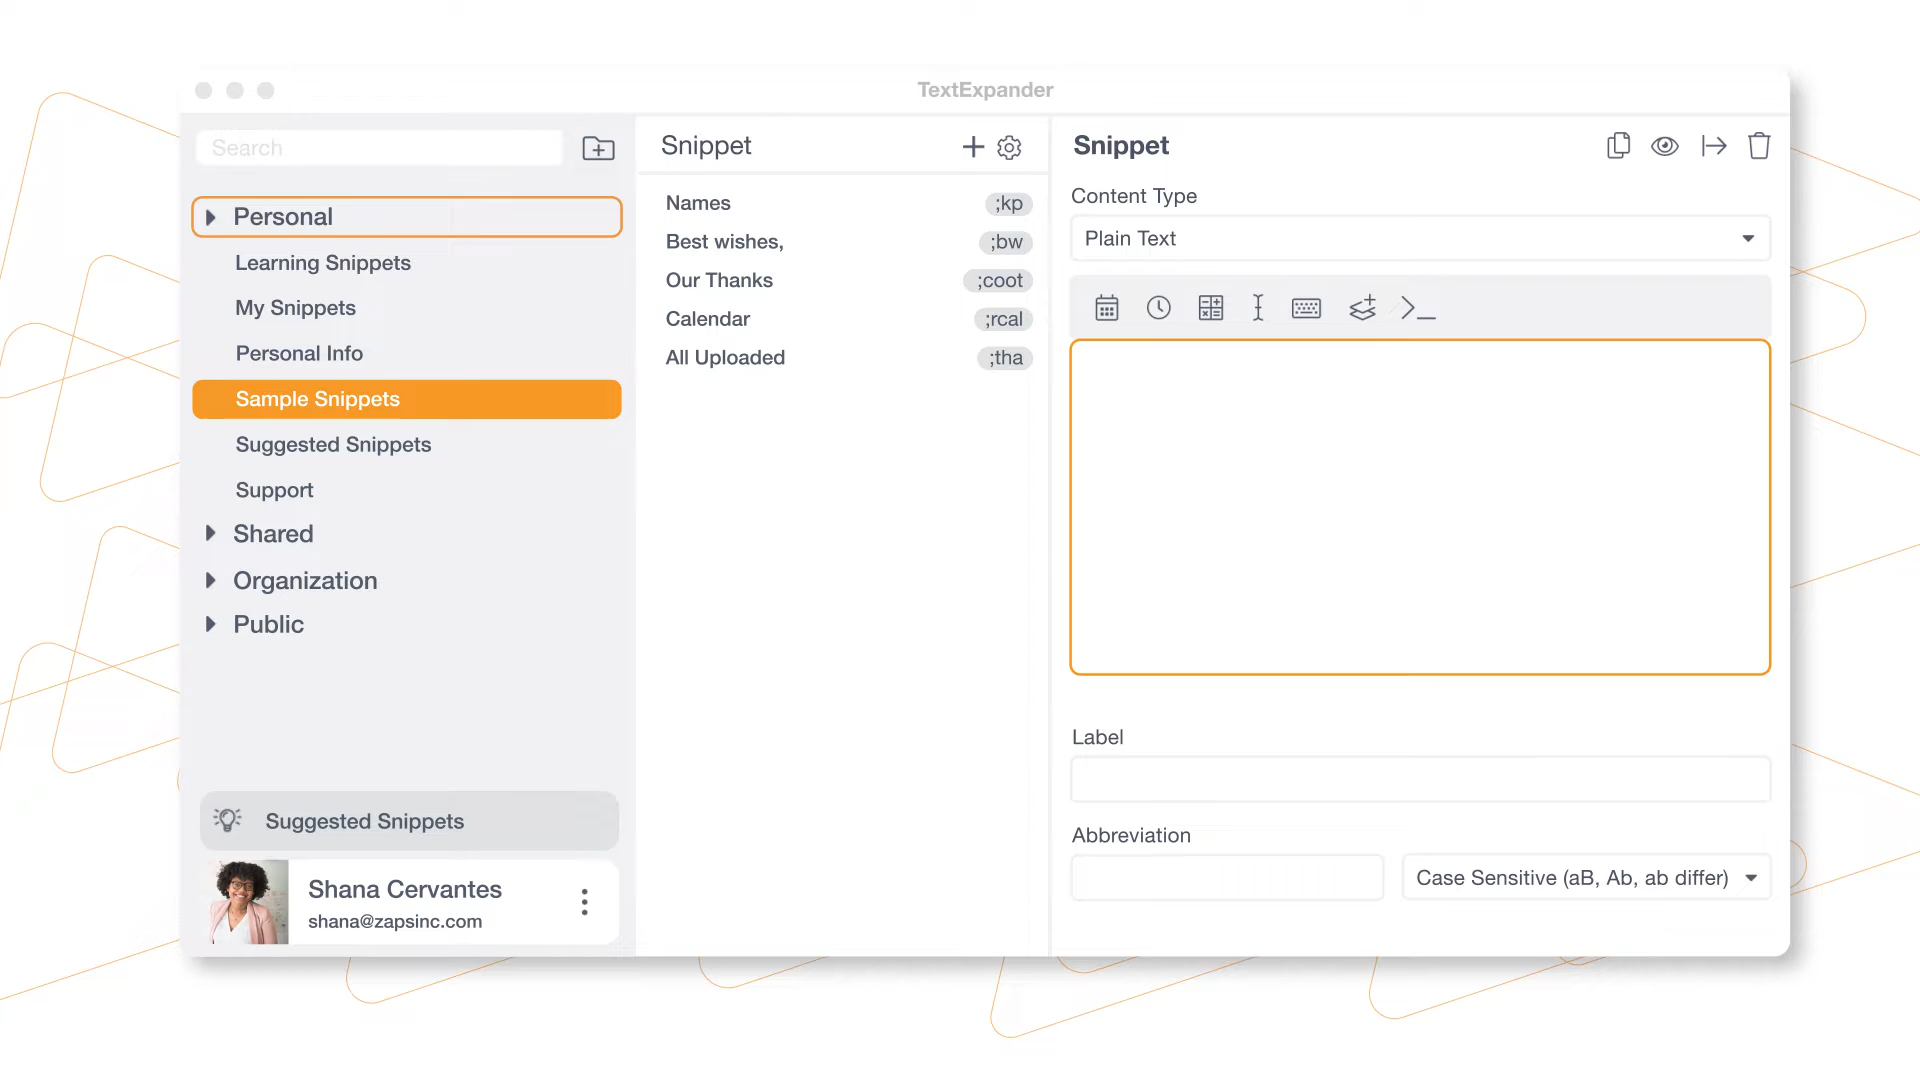 TextExpander
Search
Personal
Learning Snippets
My Snippets
Personal Info
Sample Snippets
Suggested Snippets
Support
Shared
Organization
Public
Suggested Snippets
Shana Cervantes
shana@zapsinc.com
Snippet
Names ;kp
Best wishes, ;bw
Our Thanks ;coot
Calendar ;rcal
All Uploaded ;tha
Snippet
Content Type
Plain Text
Label
Abbreviation
Case Sensitive (aB, Ab, ab differ)